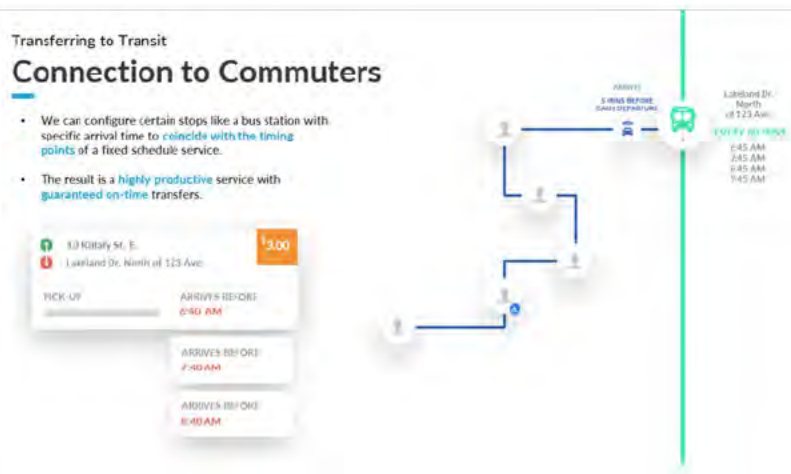 Transferring to Transit
Connection to Commuters
• We can configure certain stops like a bus station with
specific arrival time to coincide with the timing
points of a fixed schedule service.
• The result is a highly productive service with
guaranteed on-time transfers.
St. E.
$3.00
Lakeland Dr. North of 123 Ave.
PICK-UP
ARRIVES BEFORE
6:40 AM
ARRIVES BEFORE
7:40 AM
ARRIVES BEFORE
8:40 AM
ARRIVE
5 MINS BEFORE
EACH DEPARTURE
Lakeland Dr.
North
of 123 Ave.
EVERY
6:45 AM
7:45 AM
8:45 AM
9:45 AM